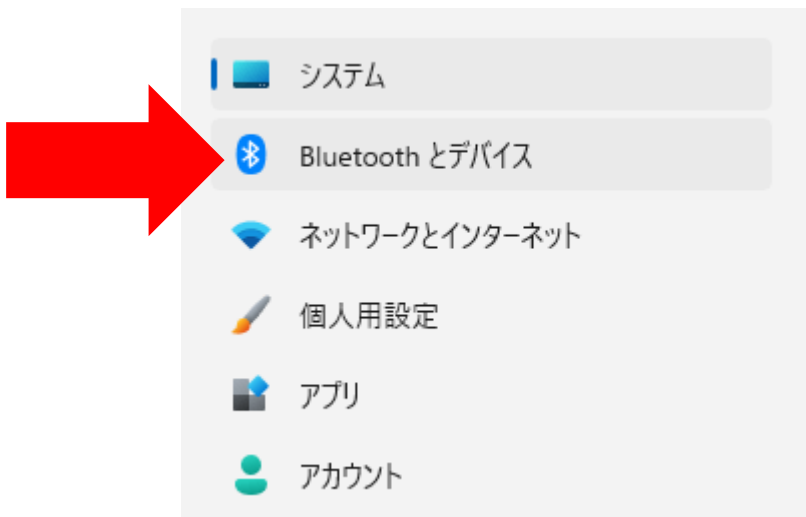 システム
Bluetooth とデバイス
ネットワークとインターネット
個人用設定
アプリ
アカウント